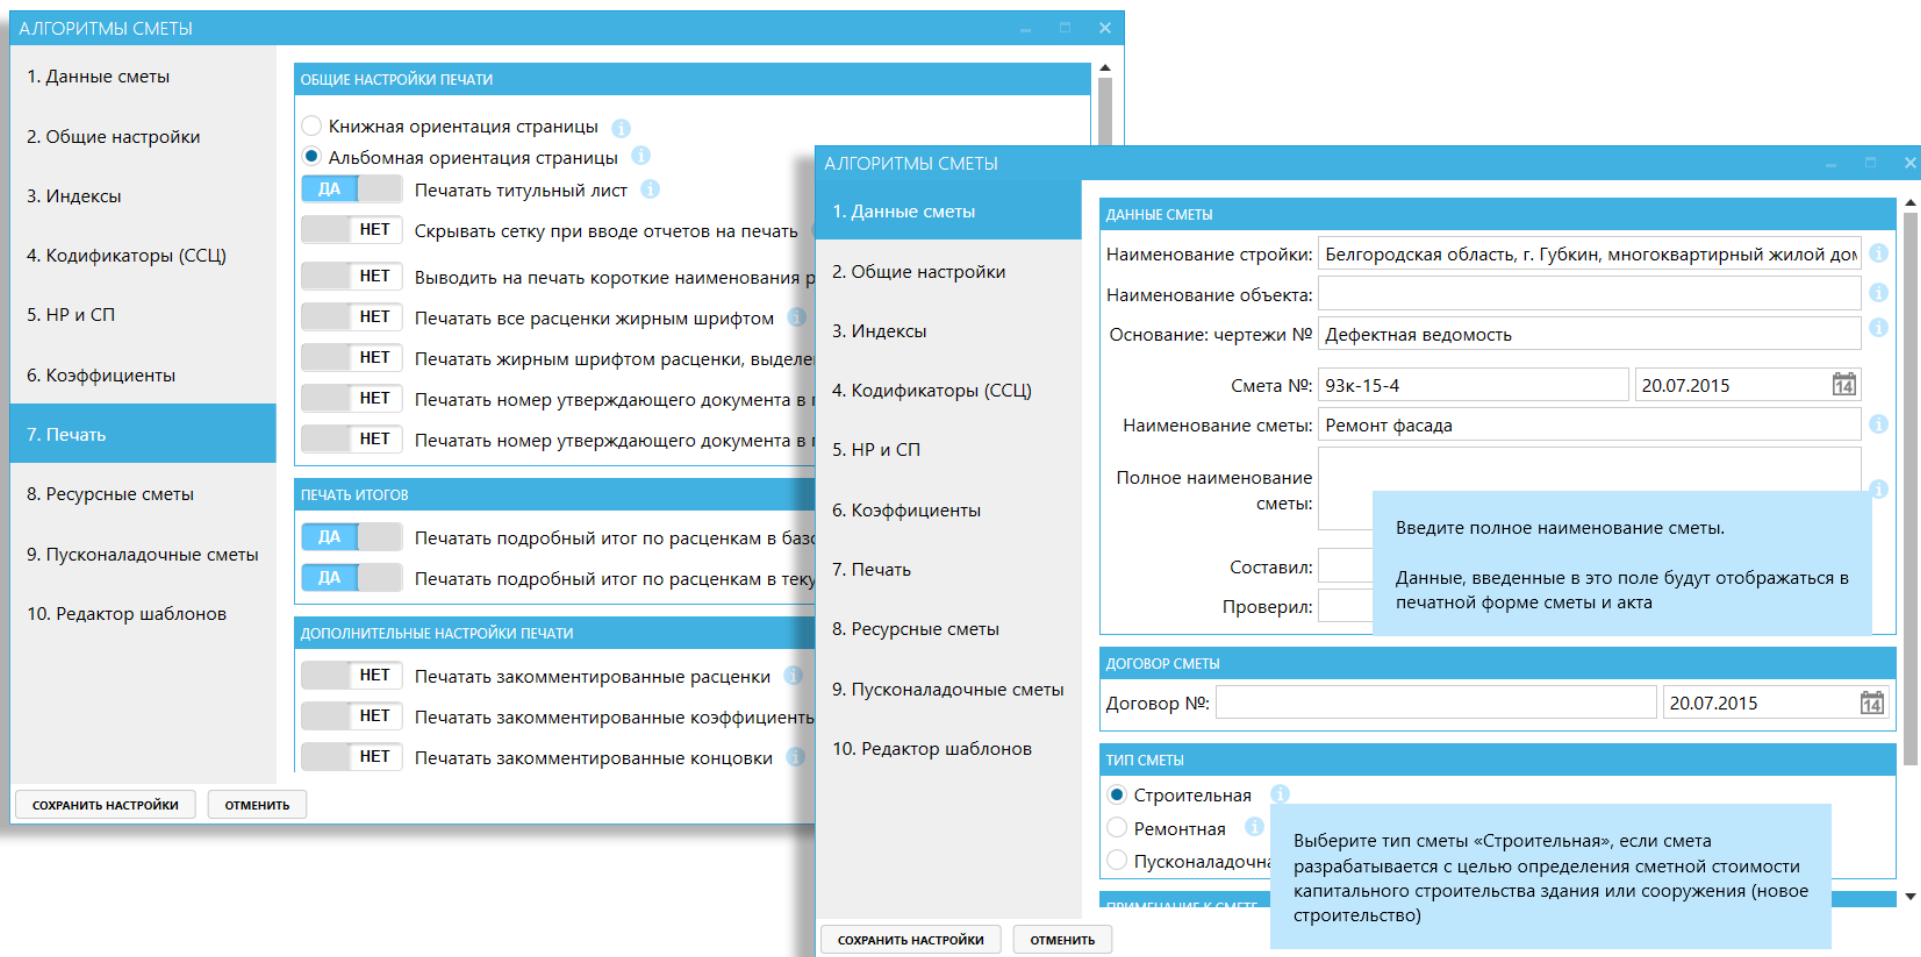 АЛГОРИТМЫ СМЕТЫ
1. Данные сметы
2. Общие настройки
3. Индексы
4. Кодификаторы (ССЦ)
5. НР и СП
6. Коэффициенты
7. Печать
8. Ресурсные сметы
9. Пусконаладочные сметы
10. Редактор шаблонов
ОБЩИЕ НАСТРОЙКИ ПЕЧАТИ
Книжная ориентация страницы
Альбомная ориентация страницы
ДА Печатать титульный лист
НЕТ Скрывать сетку при вводе отчетов на печать
НЕТ Выводить на печать короткие наименования
НЕТ Печатать все расценки жирным шрифтом
НЕТ Печатать жирным шрифтом расценки,
НЕТ Печатать номер утверждающего документа в
НЕТ Печатать номер утверждающего документа в
ПЕЧАТЬ ИТОГОВ
ДА Печатать подробный итог по расценкам в
ДА Печатать подробный итог по расценкам в
ДОПОЛНИТЕЛЬНЫЕ НАСТРОЙКИ ПЕЧАТИ
НЕТ Печатать закомментированные расценки
НЕТ Печатать закомментированные коэффициенты
НЕТ Печатать закомментированные концовки
СОХРАНИТЬ НАСТРОЙКИ ОТМЕНИТЬ
АЛГОРИТМЫ СМЕТЫ
1. Данные сметы
2. Общие настройки
3. Индексы
4. Кодификаторы (ССЦ)
5. НР и СП
6. Коэффициенты
7. Печать
8. Ресурсные сметы
9. Пусконаладочные сметы
10. Редактор шаблонов
ДАННЫЕ СМЕТЫ
Наименование стройки: Белгородская область, г. Губкин, многоквартирный жилой дом
Наименование объекта:
Основание: чертежи № Дефектная ведомость
Смета №: 93к-15-4 20.07.2015 14
Наименование сметы: Ремонт фасада
Полное наименование
сметы:
Введите полное наименование сметы.
Данные, введенные в это поле будут отображаться в
печатной форме сметы и акта
Составил:
Проверил:
ДОГОВОР СМЕТЫ
Договор №: 20.07.2015 14
ТИП СМЕТЫ
Строительная
Ремонтная
Пусконаладочна
Выберите тип сметы «Строительная», если смета
разрабатывается с целью определения сметной стоимости
капитального строительства здания или сооружения (новое
строительство)
ПРИМЕЧАНИЕ К СМЕТЕ
СОХРАНИТЬ НАСТРОЙКИ ОТМЕНИТЬ